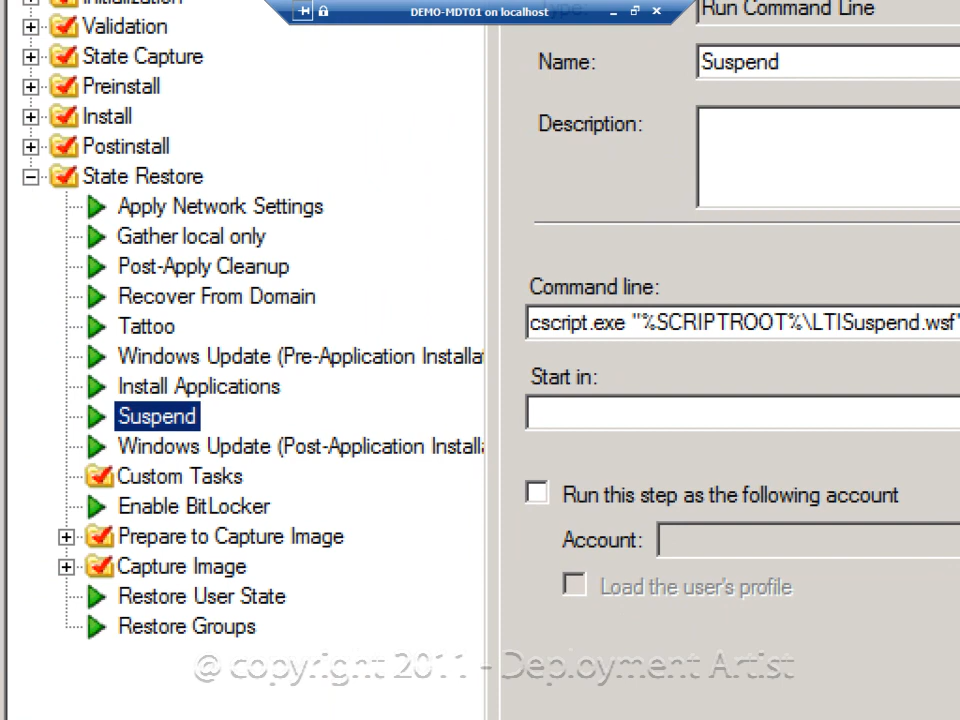 Initialization
DEMO-MDT01 on localhost
Type:
Run Command Line
Validation
State Capture
Name:
Suspend
Preinstall
Install
Description:
Postinstall
State Restore
Apply Network Settings
Gather local only
Post-Apply Cleanup
Command line:
Recover From Domain
cscript.exe "%SCRIPTROOT%\LTISuspend.wsf"
Tattoo
Windows Update (Pre-Application Installat
Start in:
Install Applications
Suspend
Windows Update (Post-Application Installa
Custom Tasks
Run this step as the following account
Enable BitLocker
Prepare to Capture Image
Account:
Capture Image
Load the user's profile
Restore User State
Restore Groups
@ copyright 2011 - Deployment Artist